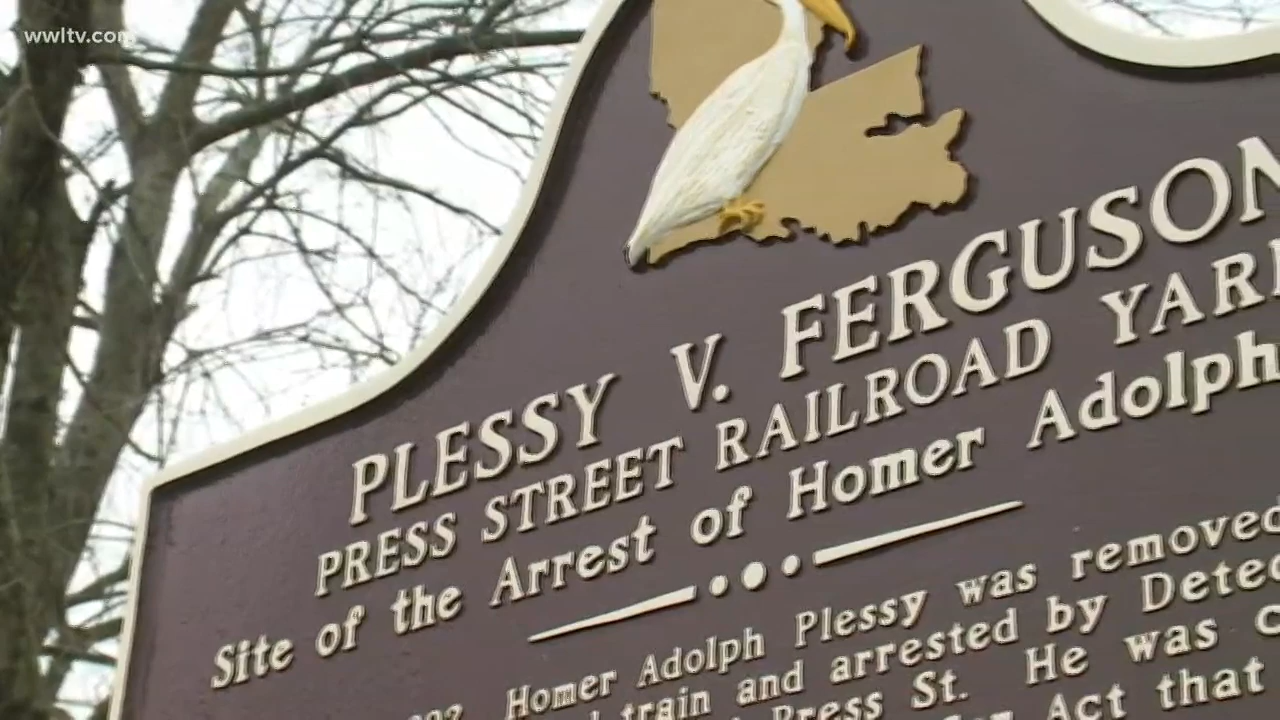 wwltv.com
PLESSY V. FERGUSON
PRESS STREET RAILROAD YAR
Site of the Arrest of Homer Adolph
Homer Adolph Plessy was removed
train and arrested by Detec
Press St. He was c
Act that